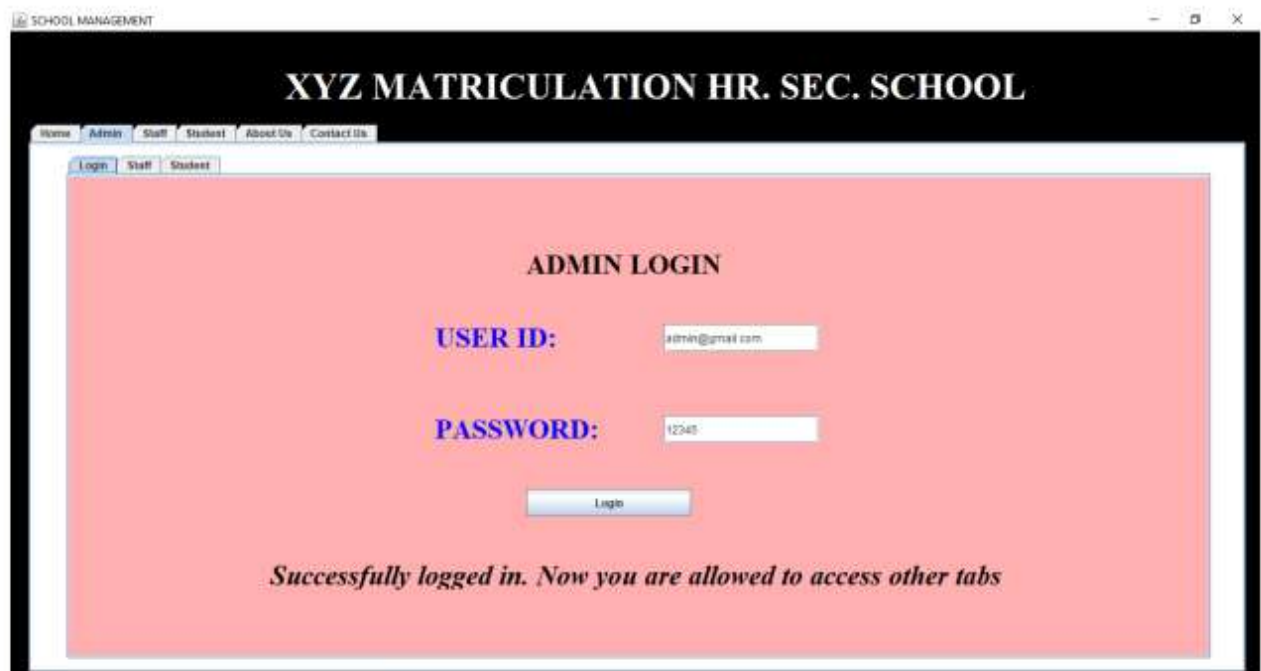 SCHOOL MANAGEMENT
XYZ MATRICULATION HR. SEC. SCHOOL
Home Admin Staff Student About Us Contact Us
Login Staff Student
ADMIN LOGIN
USER ID: admin@gmail.com
PASSWORD: 12345
Login
Successfully logged in. Now you are allowed to access other tabs